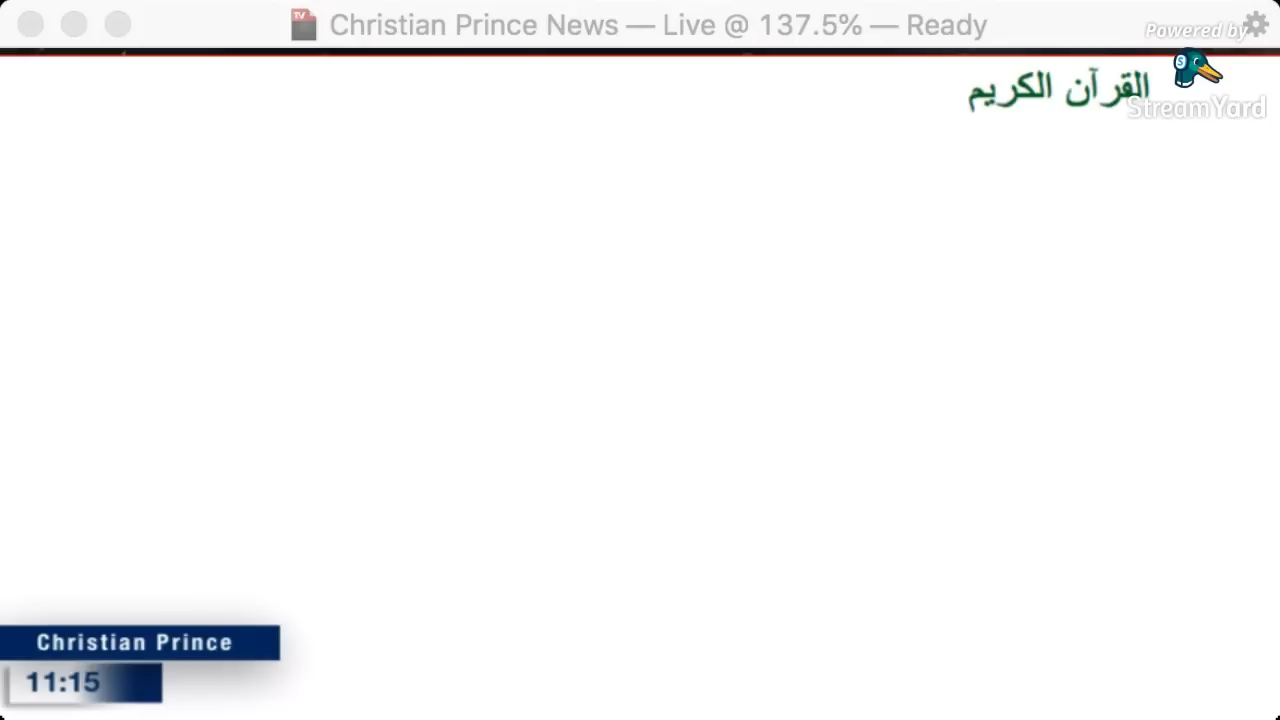 Christian Prince News — Live @ 137.5% — Ready
Powered by
StreamYard
القرآن الكريم
Christian Prince
11:15